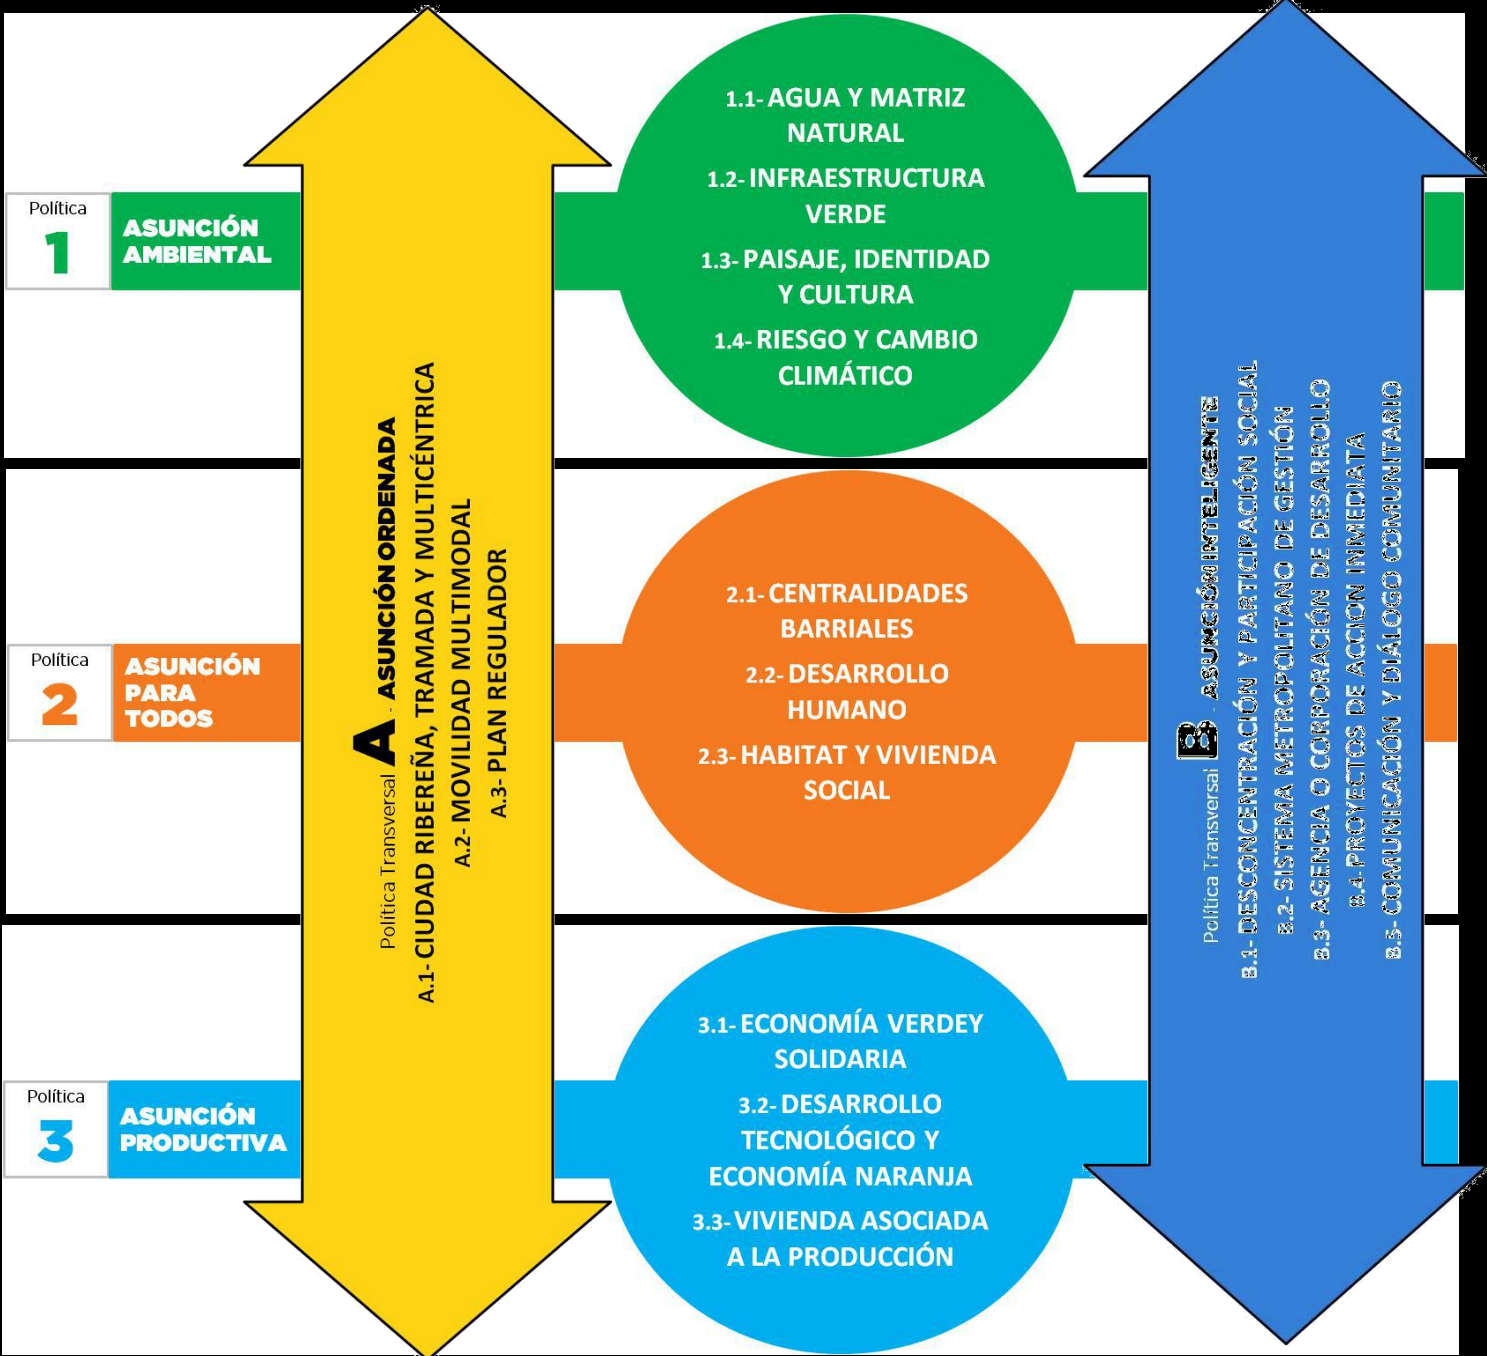 Política
1
ASUNCIÓN
AMBIENTAL
1.1- AGUA Y MATRIZ
NATURAL
1.2- INFRAESTRUCTURA
VERDE
1.3- PAISAJE, IDENTIDAD
Y CULTURA
1.4- RIESGO Y CAMBIO
CLIMÁTICO
Política
2
ASUNCIÓN
PARA
TODOS
2.1- CENTRALIDADES
BARRIALES
2.2- DESARROLLO
HUMANO
2.3- HABITAT Y VIVIENDA
SOCIAL
Política
3
ASUNCIÓN
PRODUCTIVA
3.1- ECONOMÍA VERDEY
SOLIDARIA
3.2- DESARROLLO
TECNOLÓGICO Y
ECONOMÍA NARANJA
3.3- VIVIENDA ASOCIADA
A LA PRODUCCIÓN
Política Transversal A - ASUNCIÓN ORDENADA
A.1- CIUDAD RIBEREÑA, TRAMADA Y MULTICÉNTRICA
A.2- MOVILIDAD MULTIMODAL
A.3- PLAN REGULADOR
Política Transversal B - ASUNCIÓN INTELIGENTE
B.1- DESCONCENTRACIÓN Y PARTICIPACIÓN SOCIAL
B.2- SISTEMA METROPOLITANO DE GESTIÓN
B.3- AGENCIA O CORPORACIÓN DE DESARROLLO
B.4- PROYECTOS DE ACCION INMEDIATA
B.5- COMUNICACIÓN Y DIÁLOGO COMUNITARIO